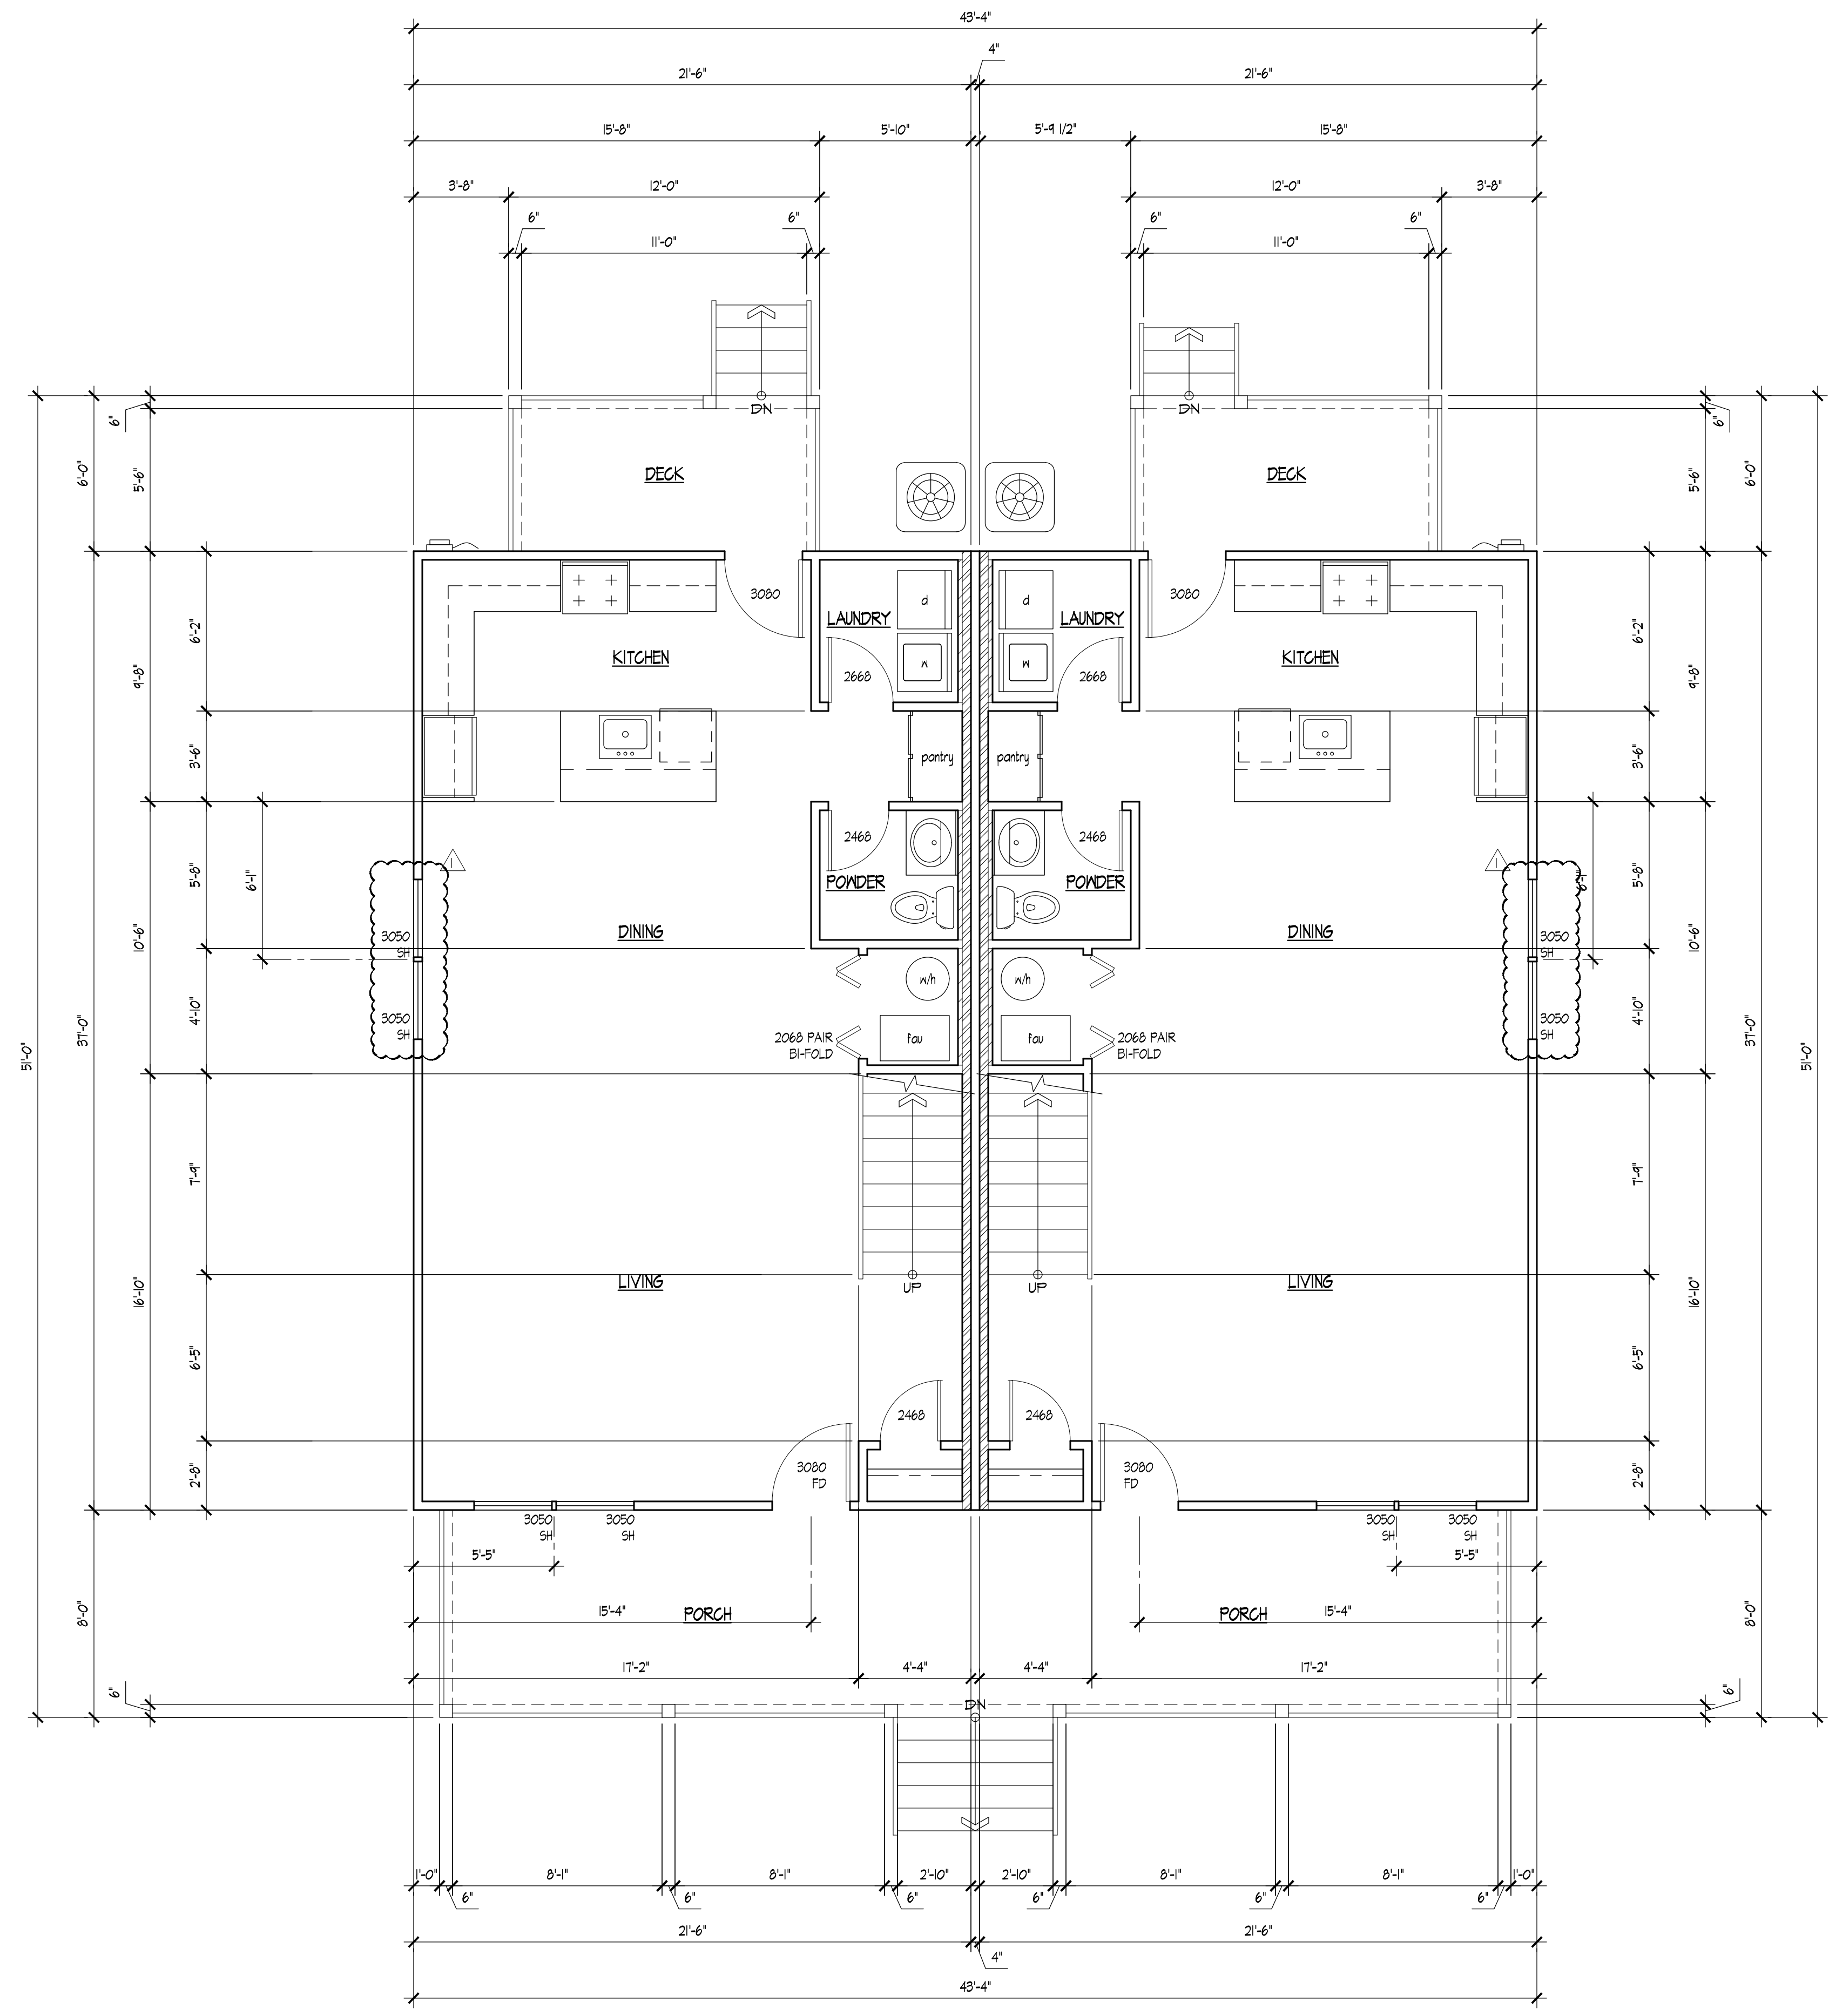 43'-4"
4"
21'-6" 21'-6"
15'-8" 5'-10" 5'-9 1/2" 15'-8"
3'-8" 12'-0" 12'-0" 3'-8"
6" 6" 6" 6"
11'-0" 11'-0"
DN DN
6" 6"
6'-0" 5'-6" DECK DECK 5'-6" 6'-0"
3080 d d 3080
LAUNDRY LAUNDRY
6'-2" 6'-2"
KITCHEN w w KITCHEN
9'-8" 2668 2668 9'-8"
3'-6" pantry pantry 3'-6"
2468 2468
1 1
5'-8" 6'-1" POWDER POWDER 6'-1" 5'-8"
10'-6" 3050 DINING DINING 3050 10'-6"
SH SH
w/h w/h
4'-10" 4'-10"
3050 3050
SH SH
51'-0" 37'-0" 2068 PAIR fau fau 2068 PAIR 37'-0" 51'-0"
BI-FOLD BI-FOLD
7'-9" 7'-9"
16'-10" LIVING UP UP LIVING 16'-10"
6'-5" 6'-5"
2468 2468
2'-8" 3080 3080 2'-8"
FD FD
3050 3050 3050 3050
SH SH SH SH
5'-5" 5'-5"
8'-0" 15'-4" PORCH PORCH 15'-4" 8'-0"
17'-2" 4'-4" 4'-4" 17'-2"
6" DN 6"
1'-0" 8'-1" 8'-1" 2'-10" 2'-10" 8'-1" 8'-1" 1'-0"
6" 6" 6" 6" 6" 6"
21'-6" 21'-6"
4"
43'-4"